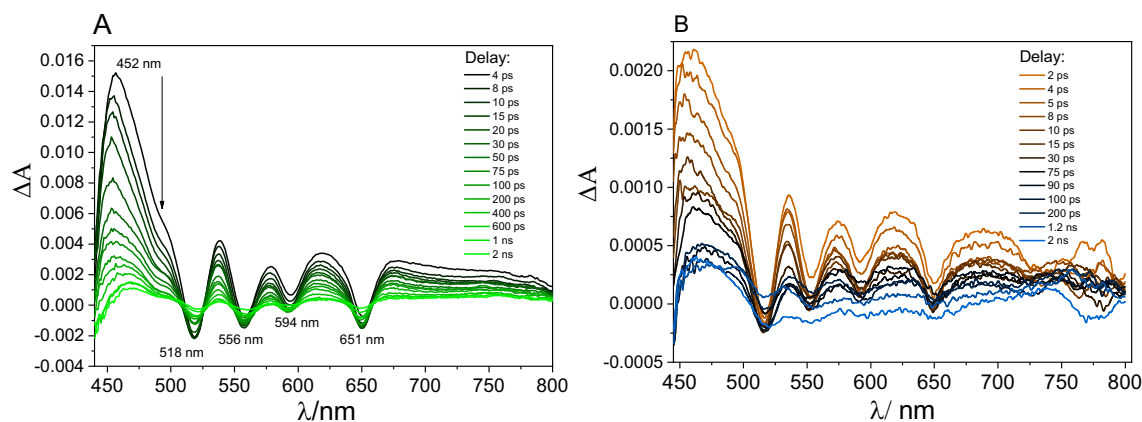 A
ΔA
0.016
0.014
0.012
0.010
0.008
0.006
0.004
0.002
0.000
-0.002
-0.004
452 nm
518 nm
556 nm
594 nm
651 nm
Delay:
4 ps
8 ps
10 ps
15 ps
20 ps
30 ps
50 ps
75 ps
100 ps
200 ps
400 ps
600 ps
1 ns
2 ns
450 500 550 600 650 700 750 800
λ/nm
B
ΔA
0.0020
0.0015
0.0010
0.0005
0.0000
-0.0005
Delay:
2 ps
4 ps
5 ps
8 ps
10 ps
15 ps
30 ps
75 ps
90 ps
100 ps
200 ps
1.2 ns
2 ns
450 500 550 600 650 700 750 800
λ/ nm